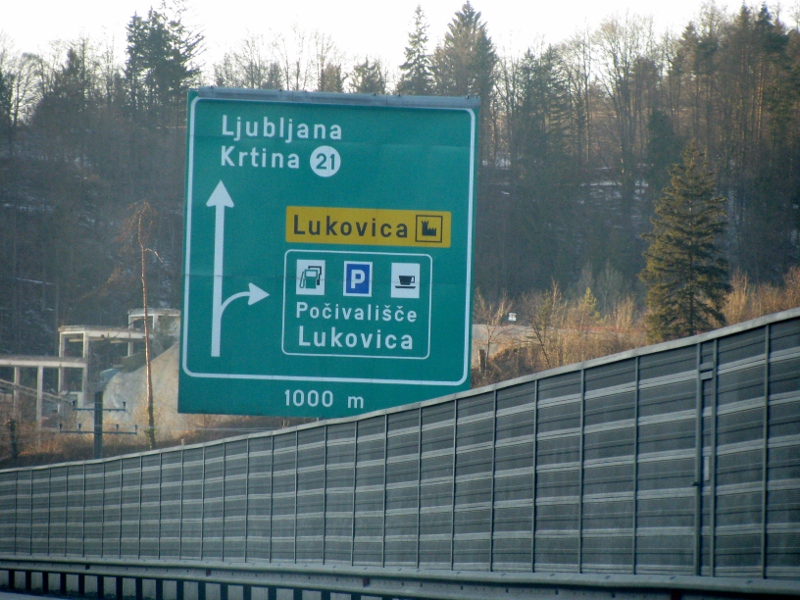 Ljubljana
Krtina 21
Lukovica
P
Počivališče
Lukovica
1000 m